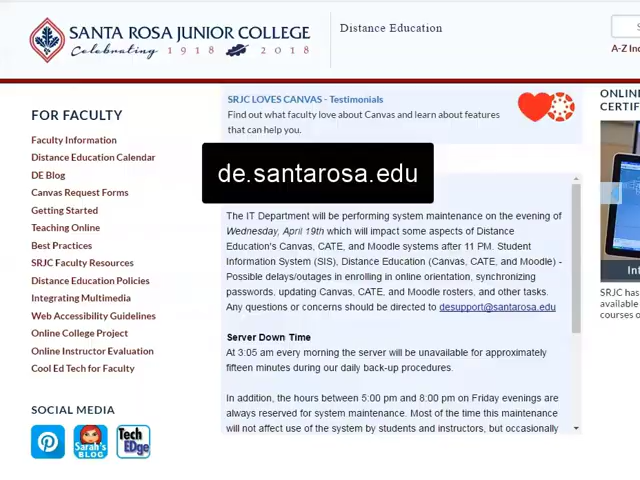 SANTA ROSA JUNIOR COLLEGE
Celebrating 1918 2018
Distance Education
S
A-Z Inc
FOR FACULTY
Faculty Information
Distance Education Calendar
DE Blog
Canvas Request Forms
Getting Started
Teaching Online
Best Practices
SRJC Faculty Resources
Distance Education Policies
Integrating Multimedia
Web Accessibility Guidelines
Online College Project
Online Instructor Evaluation
Cool Ed Tech for Faculty
SOCIAL MEDIA
Sarah's
BLOG
Tech
EDge
SRJC LOVES CANVAS - Testimonials
Find out what faculty love about Canvas and learn about features
that can help you.
de.santarosa.edu
The IT Department will be performing system maintenance on the evening of
Wednesday, April 19th which will impact some aspects of Distance
Education's Canvas, CATE, and Moodle systems after 11 PM. Student
Information System (SIS), Distance Education (Canvas, CATE, and Moodle) -
Possible delays/outages in enrolling in online orientation, synchronizing
passwords, updating Canvas, CATE, and Moodle rosters, and other tasks.
Any questions or concerns should be directed to desupport@santarosa.edu
Server Down Time
At 3:05 am every morning the server will be unavailable for approximately
fifteen minutes during our daily back-up procedures.
In addition, the hours between 5:00 pm and 8:00 pm on Friday evenings are
always reserved for system maintenance. Most of the time this maintenance
will not affect use of the system by students and instructors, but occasionally
ONLIN
CERTIF
Int
SRJC has
available
courses o